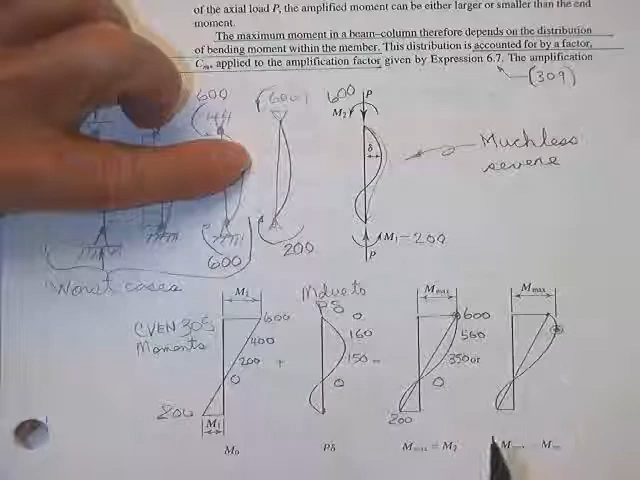 of the axial load P, the amplified moment can be either larger or smaller than the end
moment.
The maximum moment in a beam–column therefore depends on the distribution
of bending moment within the member. This distribution is accounted for by a factor,
Cm, applied to the amplification factor given by Expression 6.7. The amplification
(309)
600
600
600
P
M2
δ
Much less
severe
M1 = 200
P
600
200
Worst cases
M2
M due to
Pδ
Mmax
Mmax
CVEN 305
Moments
600
400
200
+
0
200
M1
0
160
150
=
0
600
560
350 or
0
200
M0
Pδ
Mmax = M2